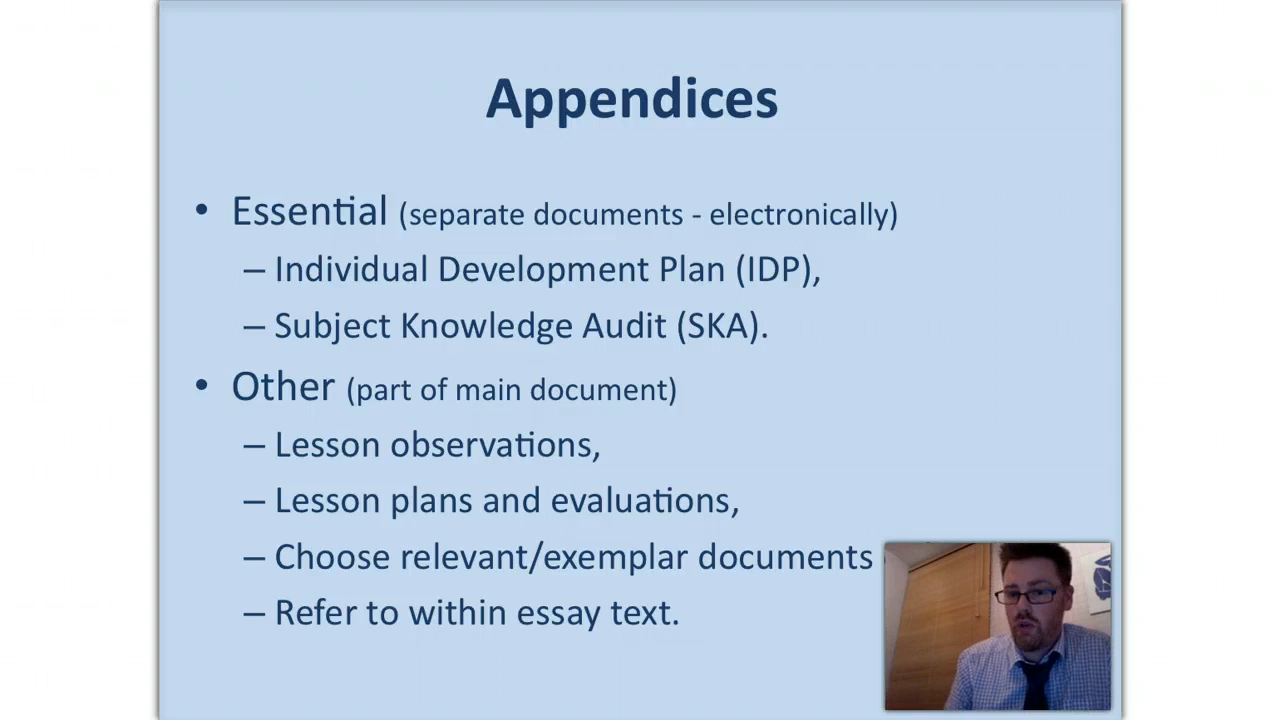 Appendices
• Essential (separate documents - electronically)
– Individual Development Plan (IDP),
– Subject Knowledge Audit (SKA).
• Other (part of main document)
– Lesson observations,
– Lesson plans and evaluations,
– Choose relevant/exemplar documents
– Refer to within essay text.